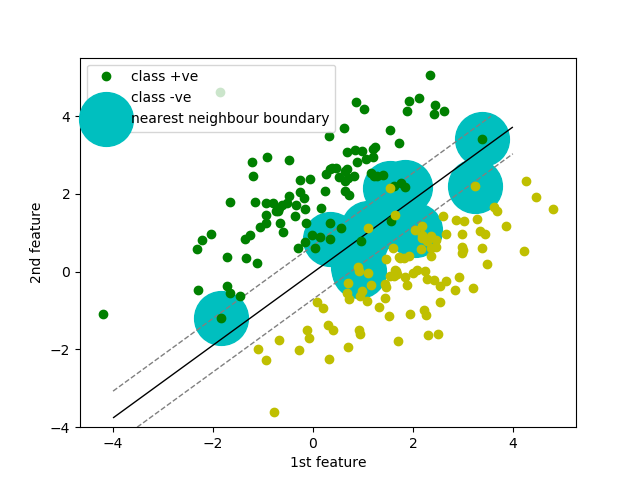 class +ve
class -ve
nearest neighbour boundary
4
2
0
−2
−4
2nd feature
−4 −2 0 2 4
1st feature